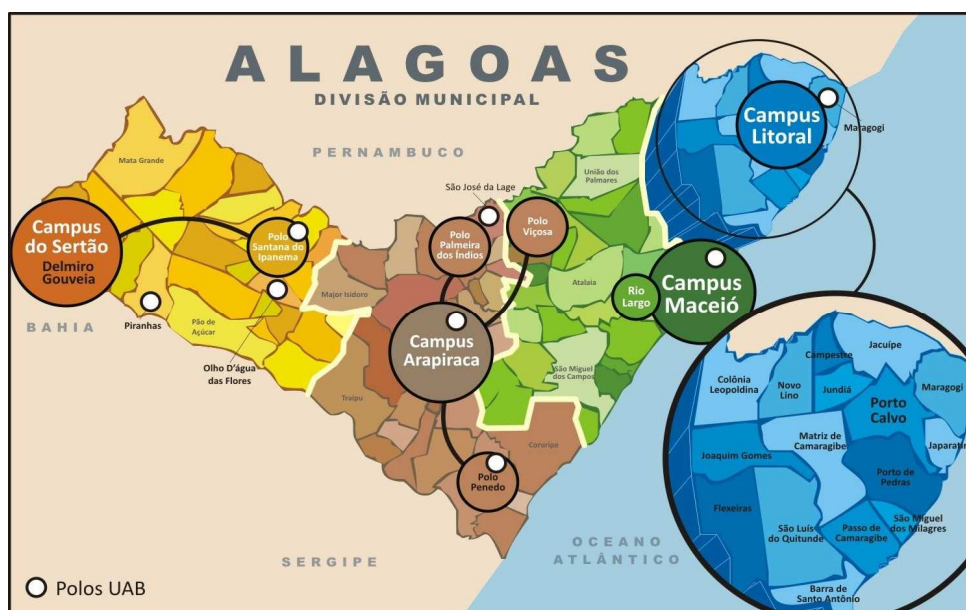 ALAGOAS
DIVISÃO MUNICIPAL
PERNAMBUCO
Mata Grande
São José da Lage
União dos
Palmares
Campus
Litoral
Maragogi
Campus
do Sertão
Delmiro
Gouveia
Polo
Santana do
Ipanema
Polo
Palmeira
dos Índios
Polo
Viçosa
Major Isidoro
Atalaia
Rio
Largo
Campus
Maceió
BAHIA
Piranhas
Pão de
Açúcar
Olho D'água
das Flores
Campus
Arapiraca
São Miguel
dos Campos
Traipu
Coruripe
Polo
Penedo
Colônia
Leopoldina
Novo
Lino
Campestre
Jundiá
Jacuípe
Maragogi
Porto
Calvo
Matriz de
Camaragibe
Japaratin
Joaquim Gomes
Porto de
Pedras
Flexeiras
São Luís
do Quitunde
Passo de
Camaragibe
São Miguel
dos Milagres
Barra de
Santo Antônio
SERGIPE
OCEANO
ATLÂNTICO
Polos UAB